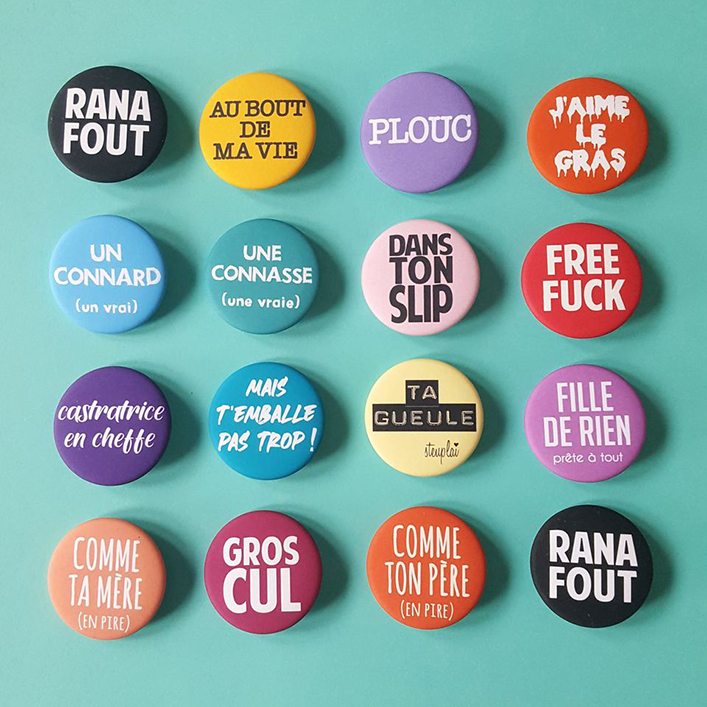 RANA
FOUT
AU BOUT
DE
MA VIE
PLOUC
J'AIME
LE
GRAS
UN
CONNARD
(un vrai)
UNE
CONNASSE
(une vraie)
DANS
TON
SLIP
FREE
FUCK
castratrice
en cheffe
MAIS
T'EMBALLE
PAS TROP !
TA
GUEULE
steuplai
FILLE
DE RIEN
prête à tout
COMME
TA MÈRE
(EN PIRE)
GROS
CUL
COMME
TON PÈRE
(EN PIRE)
RANA
FOUT